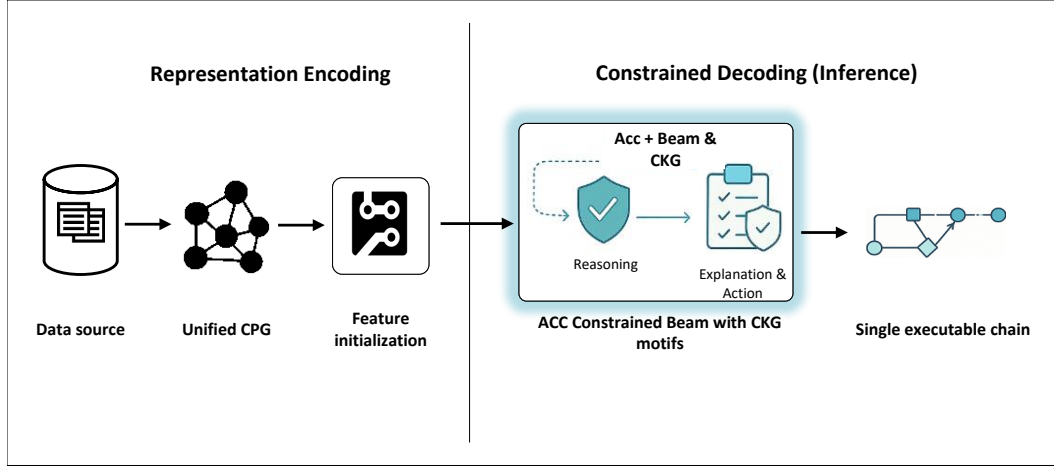 Representation Encoding
Constrained Decoding (Inference)
Acc + Beam &
CKG
Reasoning
Explanation &
Action
Data source
Unified CPG
Feature
initialization
ACC Constrained Beam with CKG
motifs
Single executable chain